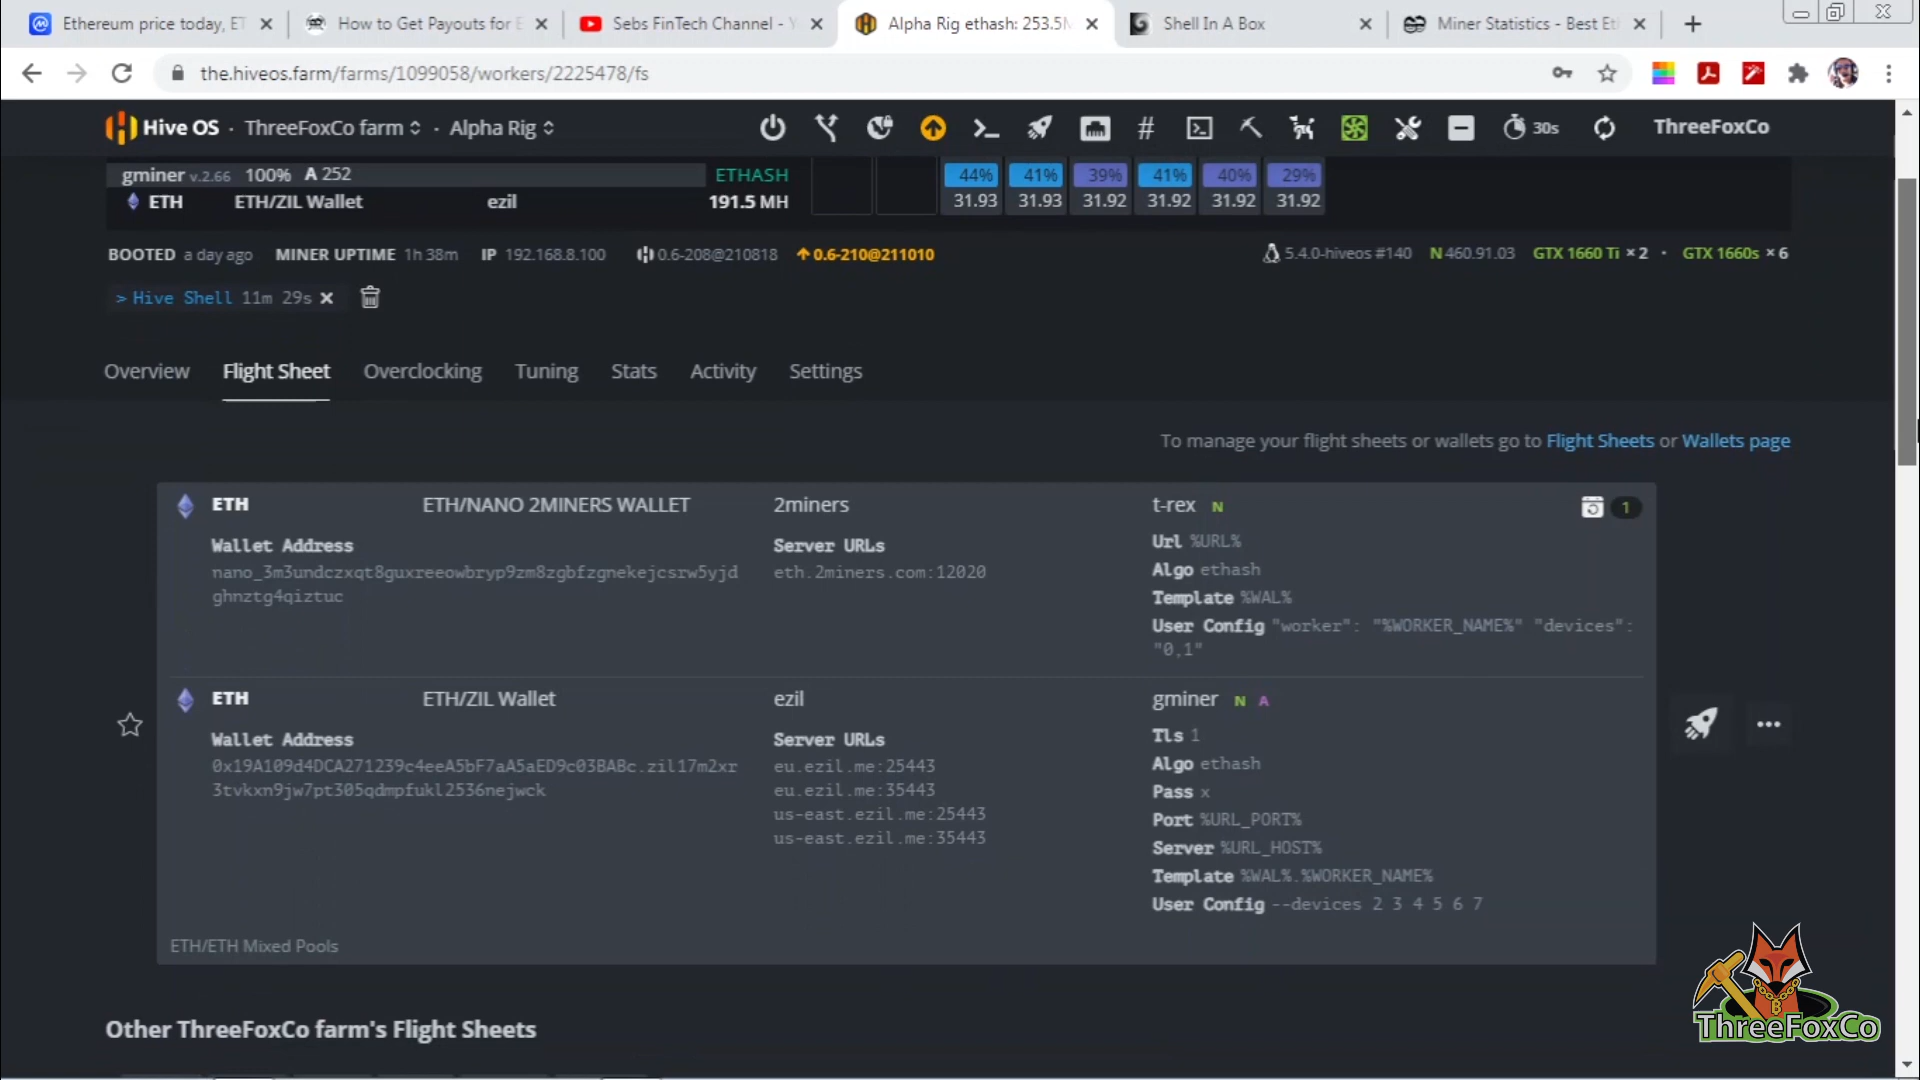 Ethereum price today, ET
How to Get Payouts for E
Sebs FinTech Channel - Y
Alpha Rig ethash: 253.5M
Shell In A Box
Miner Statistics - Best Et
the.hiveos.farm/farms/1099058/workers/2225478/fs
Hive OS · ThreeFoxCo farm · Alpha Rig
30s
ThreeFoxCo
gminer v.2.66 100% A 252 ETHASH 44% 41% 39% 41% 40% 29%
ETH ETH/ZIL Wallet ezil 191.5 MH 31.93 31.93 31.92 31.92 31.92 31.92
BOOTED a day ago MINER UPTIME 1h 38m IP 192.168.8.100 0.6-208@210818 0.6-210@211010 5.4.0-hiveos #140 N 460.91.03 GTX 1660 Ti × 2 · GTX 1660s × 6
> Hive Shell 11m 29s ×
Overview Flight Sheet Overclocking Tuning Stats Activity Settings
To manage your flight sheets or wallets go to Flight Sheets or Wallets page
ETH ETH/NANO 2MINERS WALLET 2miners t-rex N 1
Wallet Address
nano_3m3undczxqt8guxreeowbryp9zm8zgbfzgnekejcsrw5yjd
ghnztg4qiztuc
Server URLs
eth.2miners.com:12020
Url %URL%
Algo ethash
Template %WAL%
User Config "worker": "%WORKER_NAME%" "devices":
"0,1"
ETH ETH/ZIL Wallet ezil gminer N A
Wallet Address
0x19A109d4DCA271239c4eeA5bF7aA5aED9c03BABc.zil17m2xr
3tvkxn9jw7pt305qdmpfukl2536nejwck
Server URLs
eu.ezil.me:25443
eu.ezil.me:35443
us-east.ezil.me:25443
us-east.ezil.me:35443
Tls 1
Algo ethash
Pass x
Port %URL_PORT%
Server %URL_HOST%
Template %WAL%.%WORKER_NAME%
User Config --devices 2 3 4 5 6 7
ETH/ETH Mixed Pools
ThreeFoxCo
Other ThreeFoxCo farm's Flight Sheets